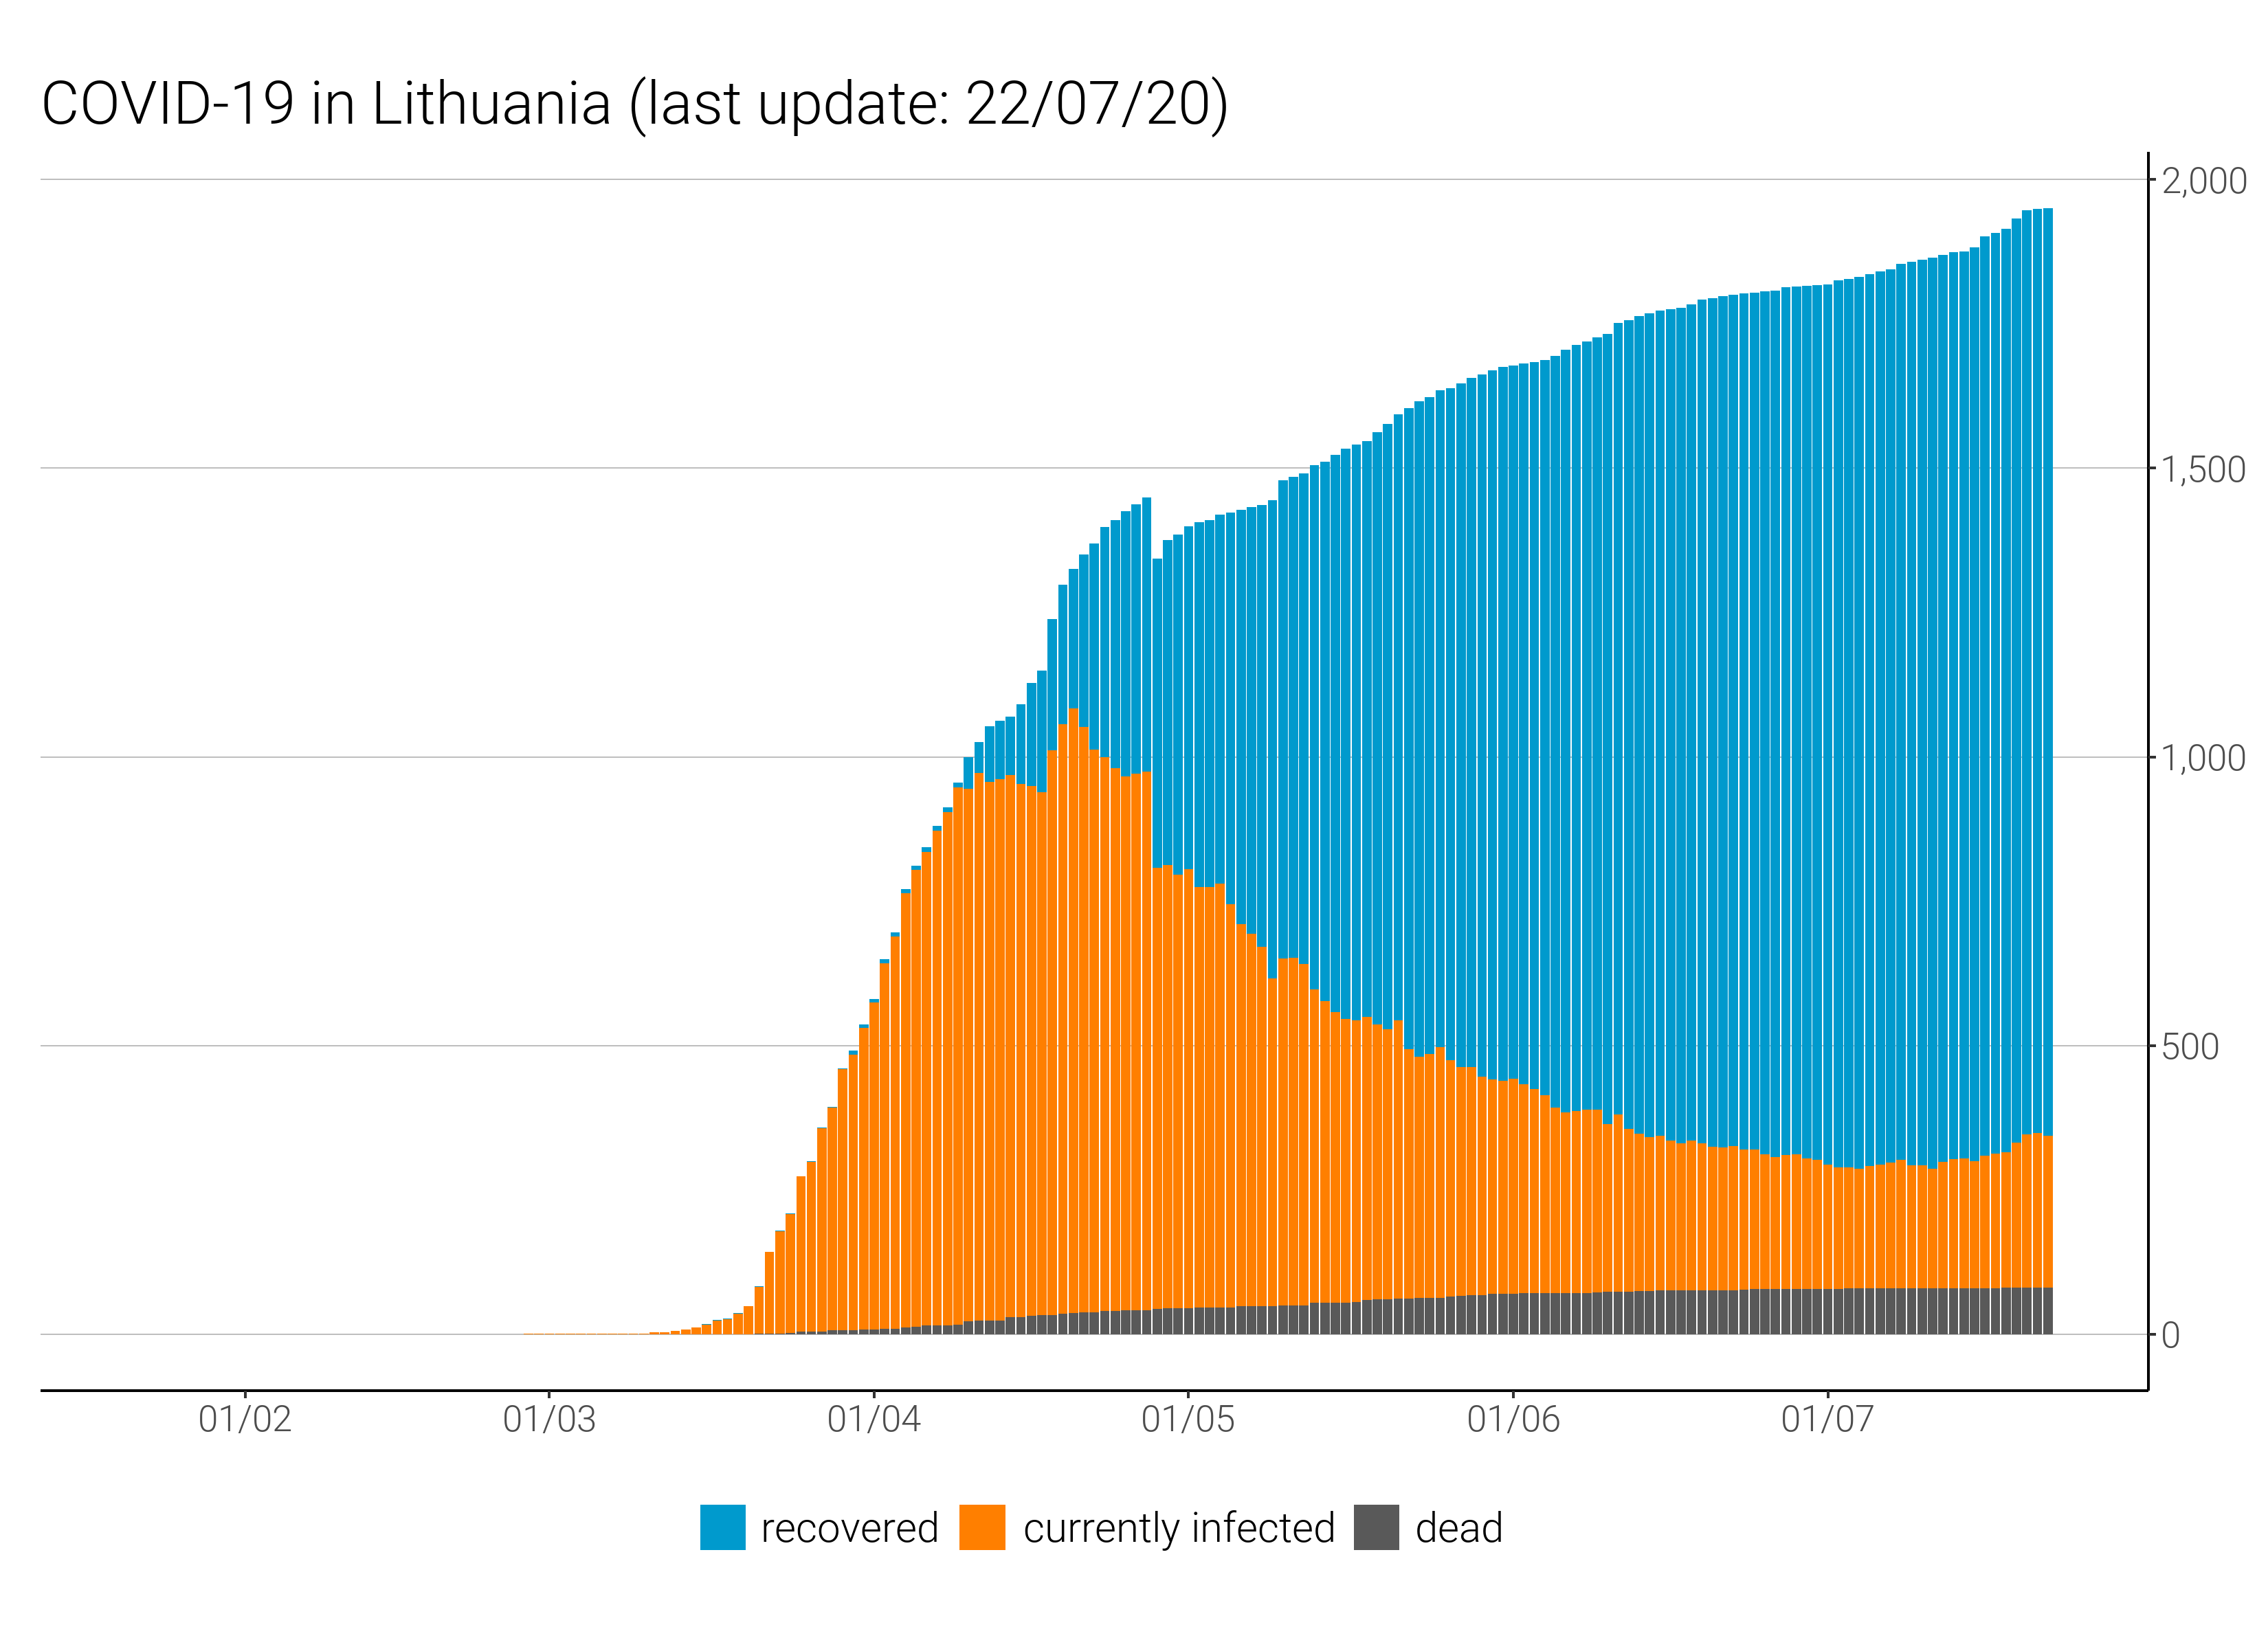 COVID-19 in Lithuania (last update: 22/07/20)
2,000
1,500
1,000
500
0
01/02 01/03 01/04 01/05 01/06 01/07
recovered currently infected dead